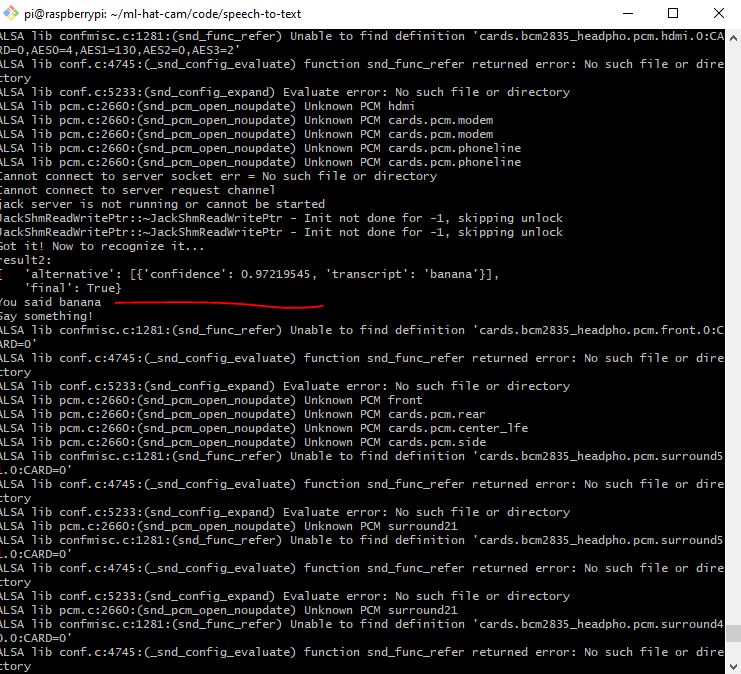 pi@raspberrypi: ~/ml-hat-cam/code/speech-to-text
ALSA lib confmisc.c:1281:(snd_func_refer) Unable to find definition 'cards.bcm2835_headpho.pcm.hdmi.0:CA
RD=0,AES0=4,AES1=130,AES2=0,AES3=2'
ALSA lib conf.c:4745:(_snd_config_evaluate) function snd_func_refer returned error: No such file or dire
ctory
ALSA lib conf.c:5233:(snd_config_expand) Evaluate error: No such file or directory
ALSA lib pcm.c:2660:(snd_pcm_open_noupdate) Unknown PCM hdmi
ALSA lib pcm.c:2660:(snd_pcm_open_noupdate) Unknown PCM cards.pcm.modem
ALSA lib pcm.c:2660:(snd_pcm_open_noupdate) Unknown PCM cards.pcm.modem
ALSA lib pcm.c:2660:(snd_pcm_open_noupdate) Unknown PCM cards.pcm.phoneline
ALSA lib pcm.c:2660:(snd_pcm_open_noupdate) Unknown PCM cards.pcm.phoneline
Cannot connect to server socket err = No such file or directory
Cannot connect to server request channel
jack server is not running or cannot be started
JackShmReadWritePtr::~JackShmReadWritePtr - Init not done for -1, skipping unlock
JackShmReadWritePtr::~JackShmReadWritePtr - Init not done for -1, skipping unlock
Got it! Now to recognize it...
result2:
{   'alternative': [{'confidence': 0.97219545, 'transcript': 'banana'}],
    'final': True}
You said banana
Say something!
ALSA lib confmisc.c:1281:(snd_func_refer) Unable to find definition 'cards.bcm2835_headpho.pcm.front.0:C
ARD=0'
ALSA lib conf.c:4745:(_snd_config_evaluate) function snd_func_refer returned error: No such file or dire
ctory
ALSA lib conf.c:5233:(snd_config_expand) Evaluate error: No such file or directory
ALSA lib pcm.c:2660:(snd_pcm_open_noupdate) Unknown PCM front
ALSA lib pcm.c:2660:(snd_pcm_open_noupdate) Unknown PCM cards.pcm.rear
ALSA lib pcm.c:2660:(snd_pcm_open_noupdate) Unknown PCM cards.pcm.center_lfe
ALSA lib pcm.c:2660:(snd_pcm_open_noupdate) Unknown PCM cards.pcm.side
ALSA lib confmisc.c:1281:(snd_func_refer) Unable to find definition 'cards.bcm2835_headpho.pcm.surround5
1.0:CARD=0'
ALSA lib conf.c:4745:(_snd_config_evaluate) function snd_func_refer returned error: No such file or dire
ctory
ALSA lib conf.c:5233:(snd_config_expand) Evaluate error: No such file or directory
ALSA lib pcm.c:2660:(snd_pcm_open_noupdate) Unknown PCM surround21
ALSA lib confmisc.c:1281:(snd_func_refer) Unable to find definition 'cards.bcm2835_headpho.pcm.surround5
1.0:CARD=0'
ALSA lib conf.c:4745:(_snd_config_evaluate) function snd_func_refer returned error: No such file or dire
ctory
ALSA lib conf.c:5233:(snd_config_expand) Evaluate error: No such file or directory
ALSA lib pcm.c:2660:(snd_pcm_open_noupdate) Unknown PCM surround21
ALSA lib confmisc.c:1281:(snd_func_refer) Unable to find definition 'cards.bcm2835_headpho.pcm.surround4
0.0:CARD=0'
ALSA lib conf.c:4745:(_snd_config_evaluate) function snd_func_refer returned error: No such file or dire
ctory